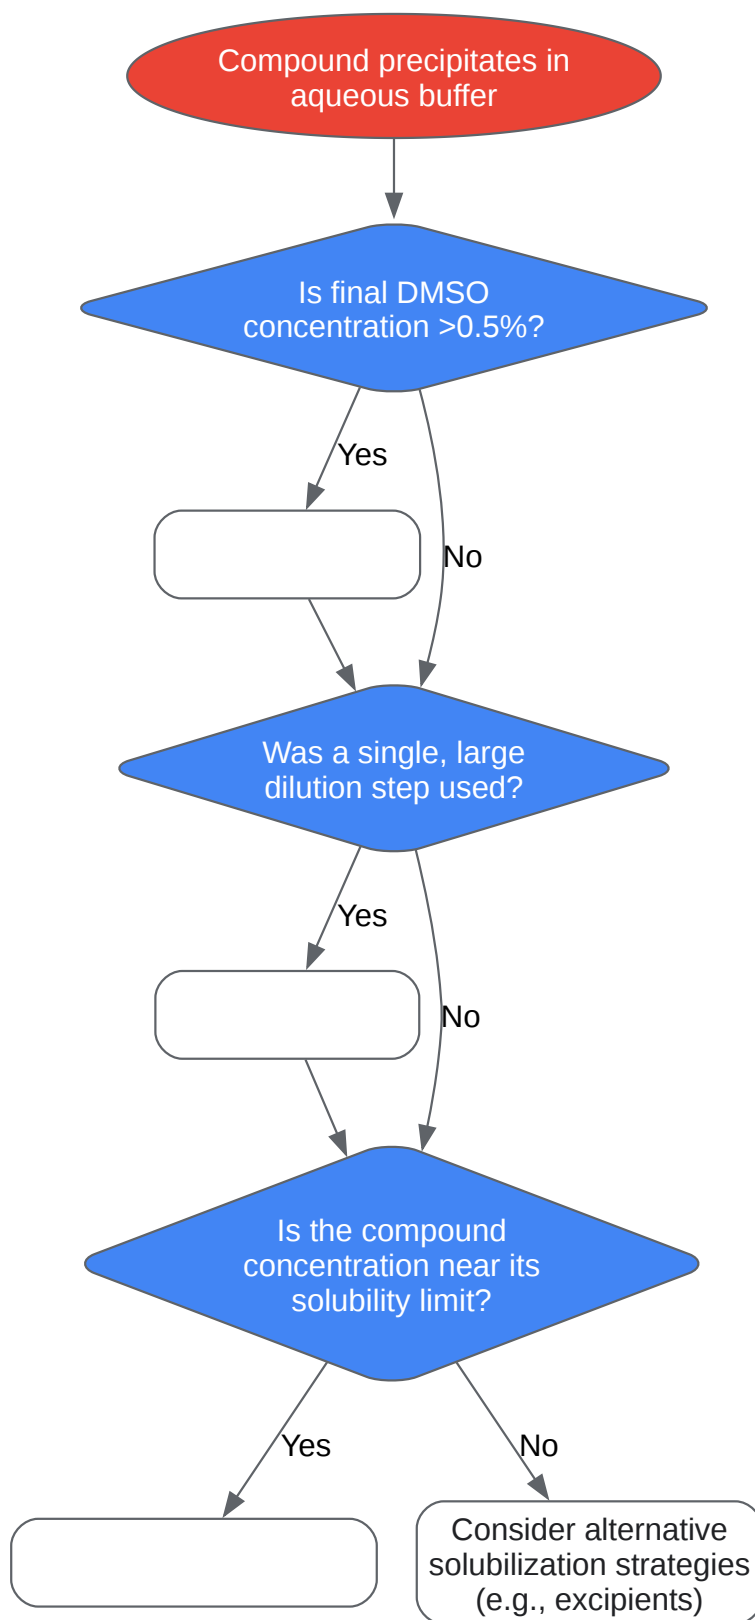 Compound precipitates in
aqueous buffer
Is final DMSO
concentration >0.5%?
Yes
No
Was a single, large
dilution step used?
Yes
No
Is the compound
concentration near its
solubility limit?
Yes
No
Consider alternative
solubilization strategies
(e.g., excipients)